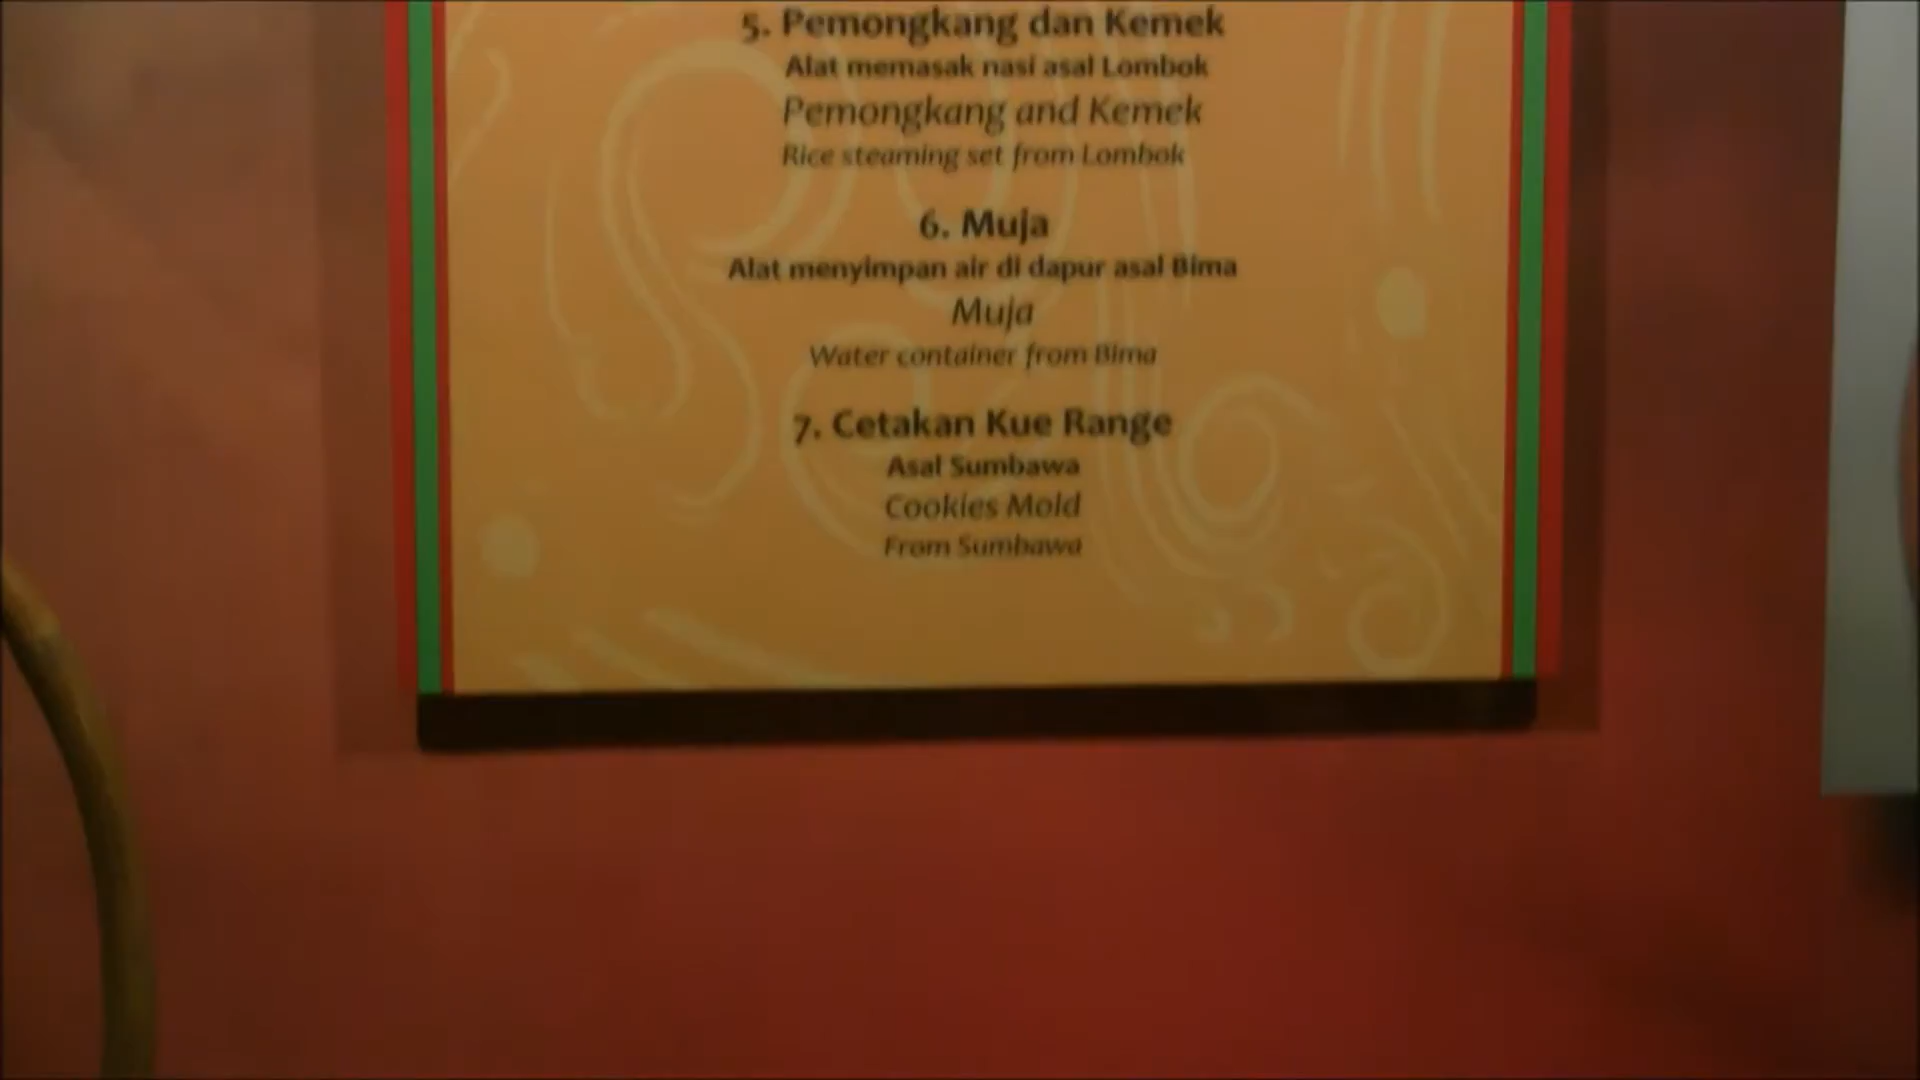 5. Pemongkang dan Kemek
Alat memasak nasi asal Lombok
Pemongkang and Kemek
Rice steaming set from Lombok
6. Muja
Alat menyimpan air di dapur asal Bima
Muja
Water container from Bima
7. Cetakan Kue Range
Asal Sumbawa
Cookies Mold
From Sumbawa